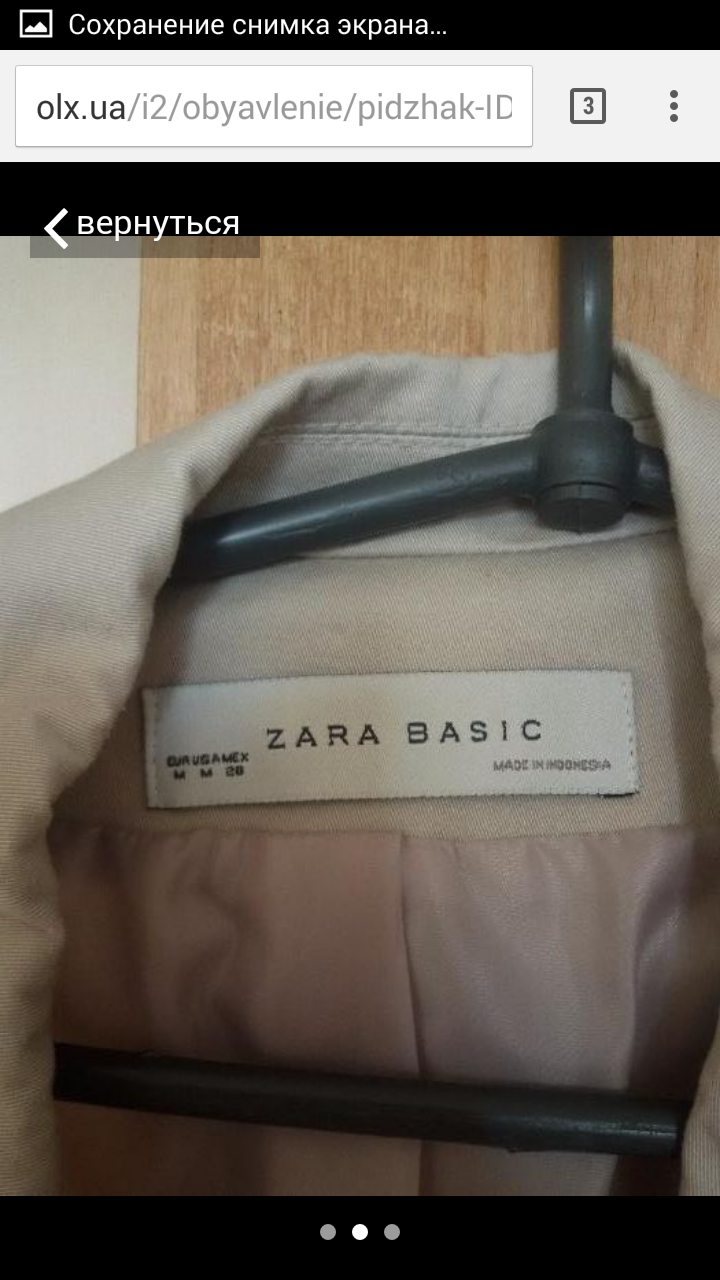 Сохранение снимка экрана...
olx.ua/i2/obyavlenie/pidzhak-ID
3
вернуться
ZARA BASIC
EUR USA MEX
M M 28
MADE IN INDONESIA